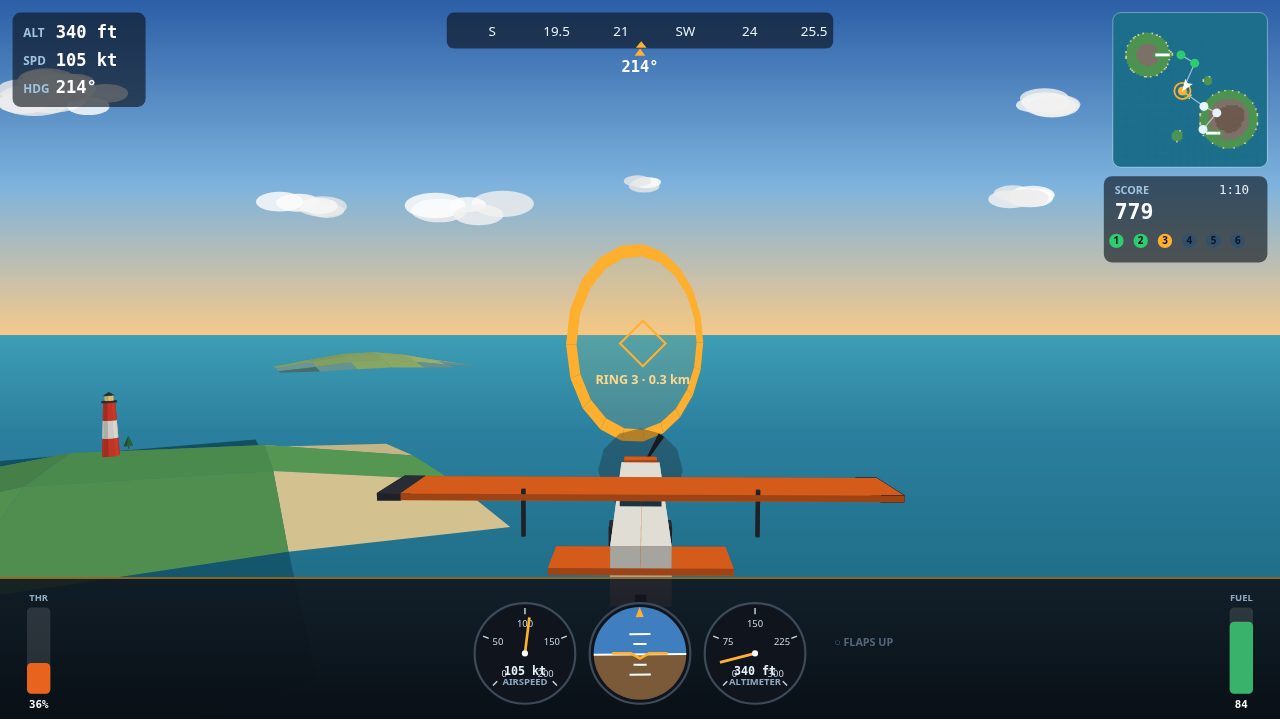 ALT 340 ft
SPD 105 kt
HDG 214°
S 19.5 21 SW 24 25.5
214°
SCORE 1:10
779
1 2 3 4 5 6
RING 3 · 0.3 km
THR
36%
50 100 150
105 kt
AIRSPEED
75 150 225
340 ft
ALTIMETER
○ FLAPS UP
FUEL
84